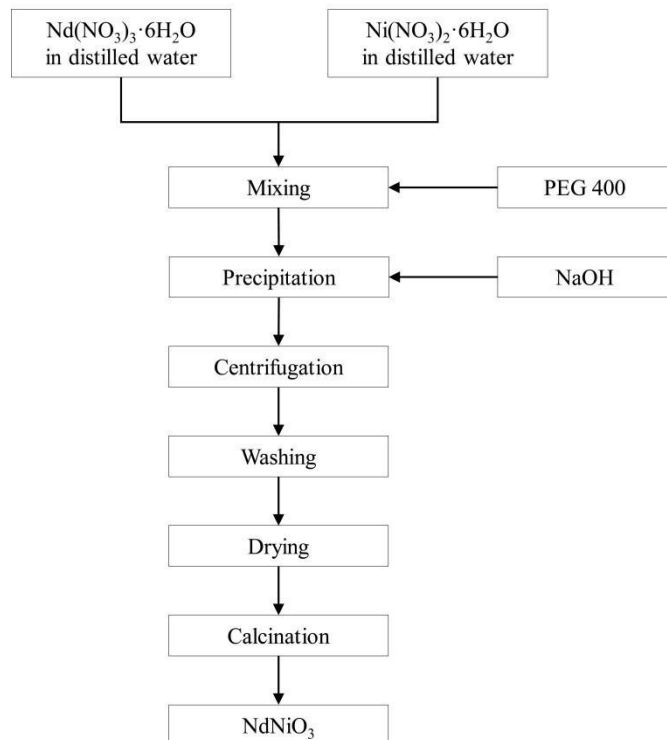 Nd(NO₃)₃·6H₂O
in distilled water
Ni(NO₃)₂·6H₂O
in distilled water
Mixing
PEG 400
Precipitation
NaOH
Centrifugation
Washing
Drying
Calcination
NdNiO₃